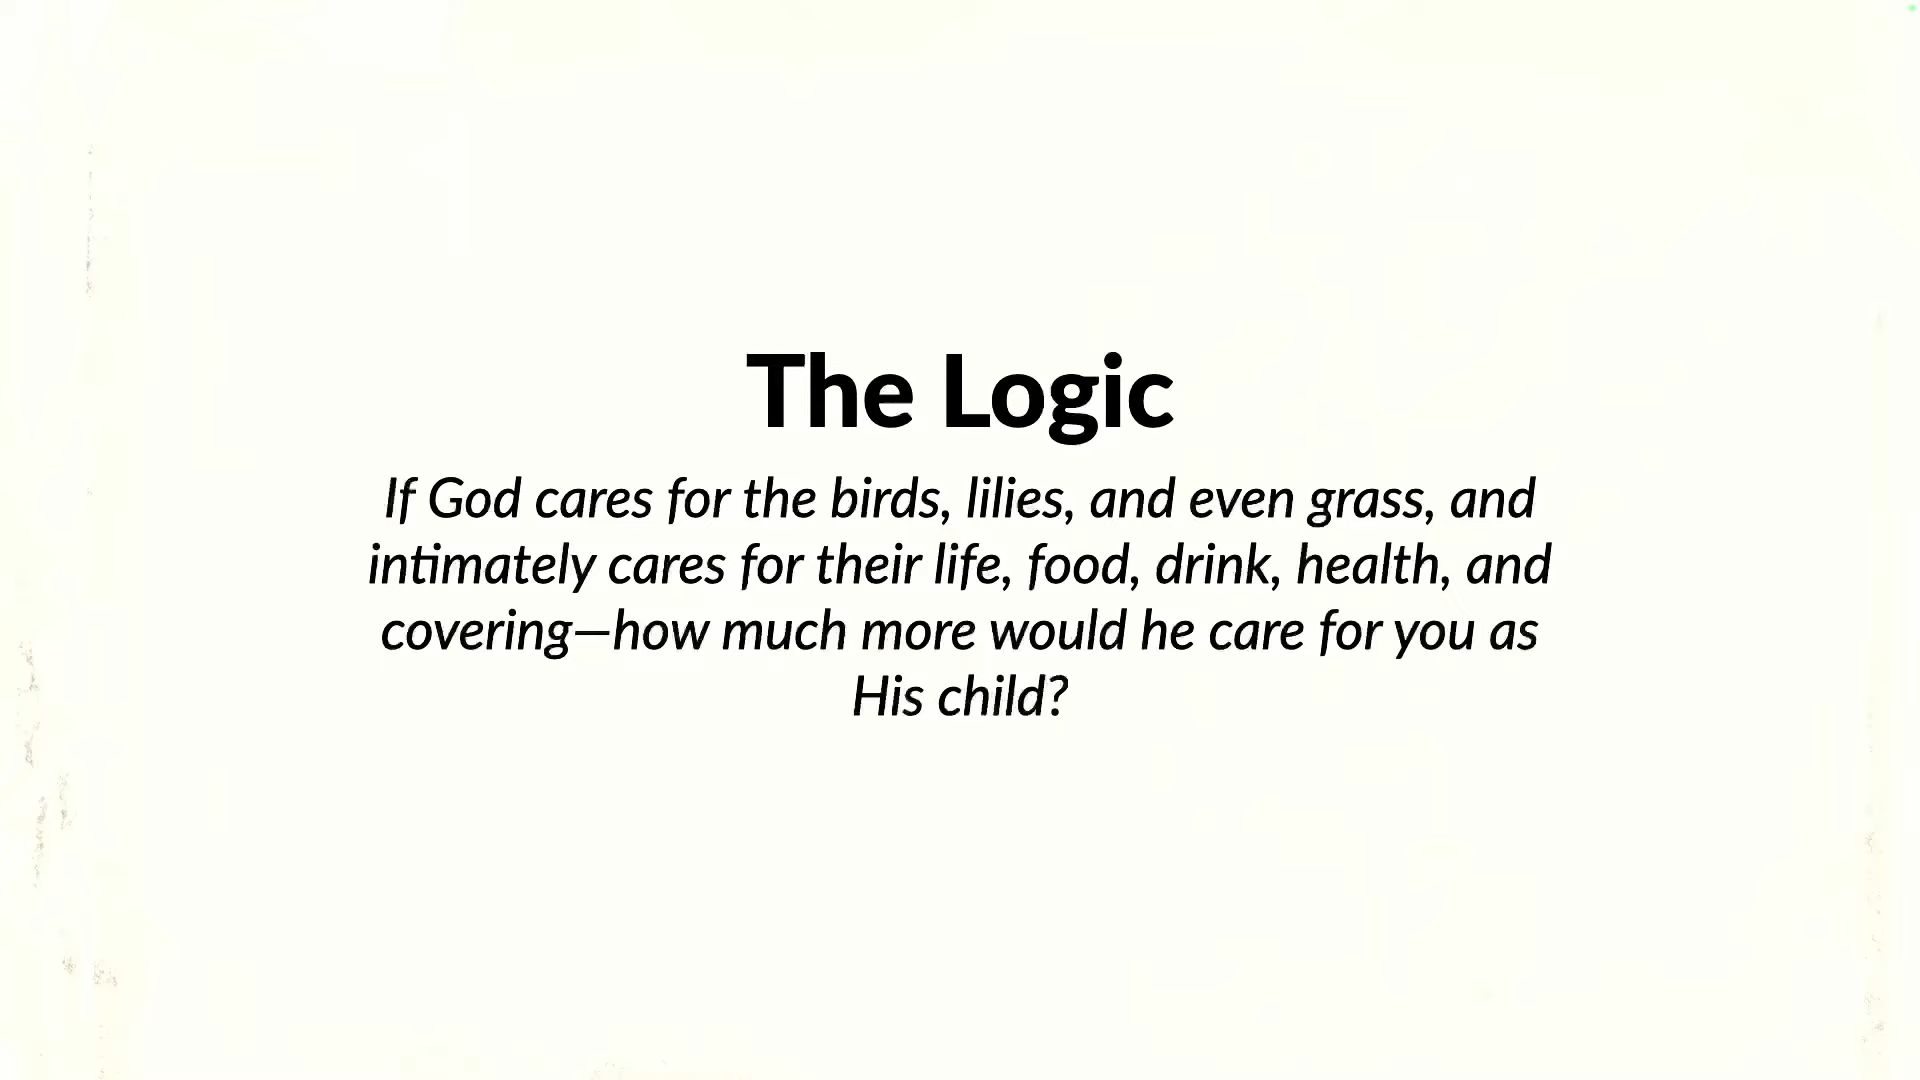 The Logic
If God cares for the birds, lilies, and even grass, and
intimately cares for their life, food, drink, health, and
covering—how much more would he care for you as
His child?